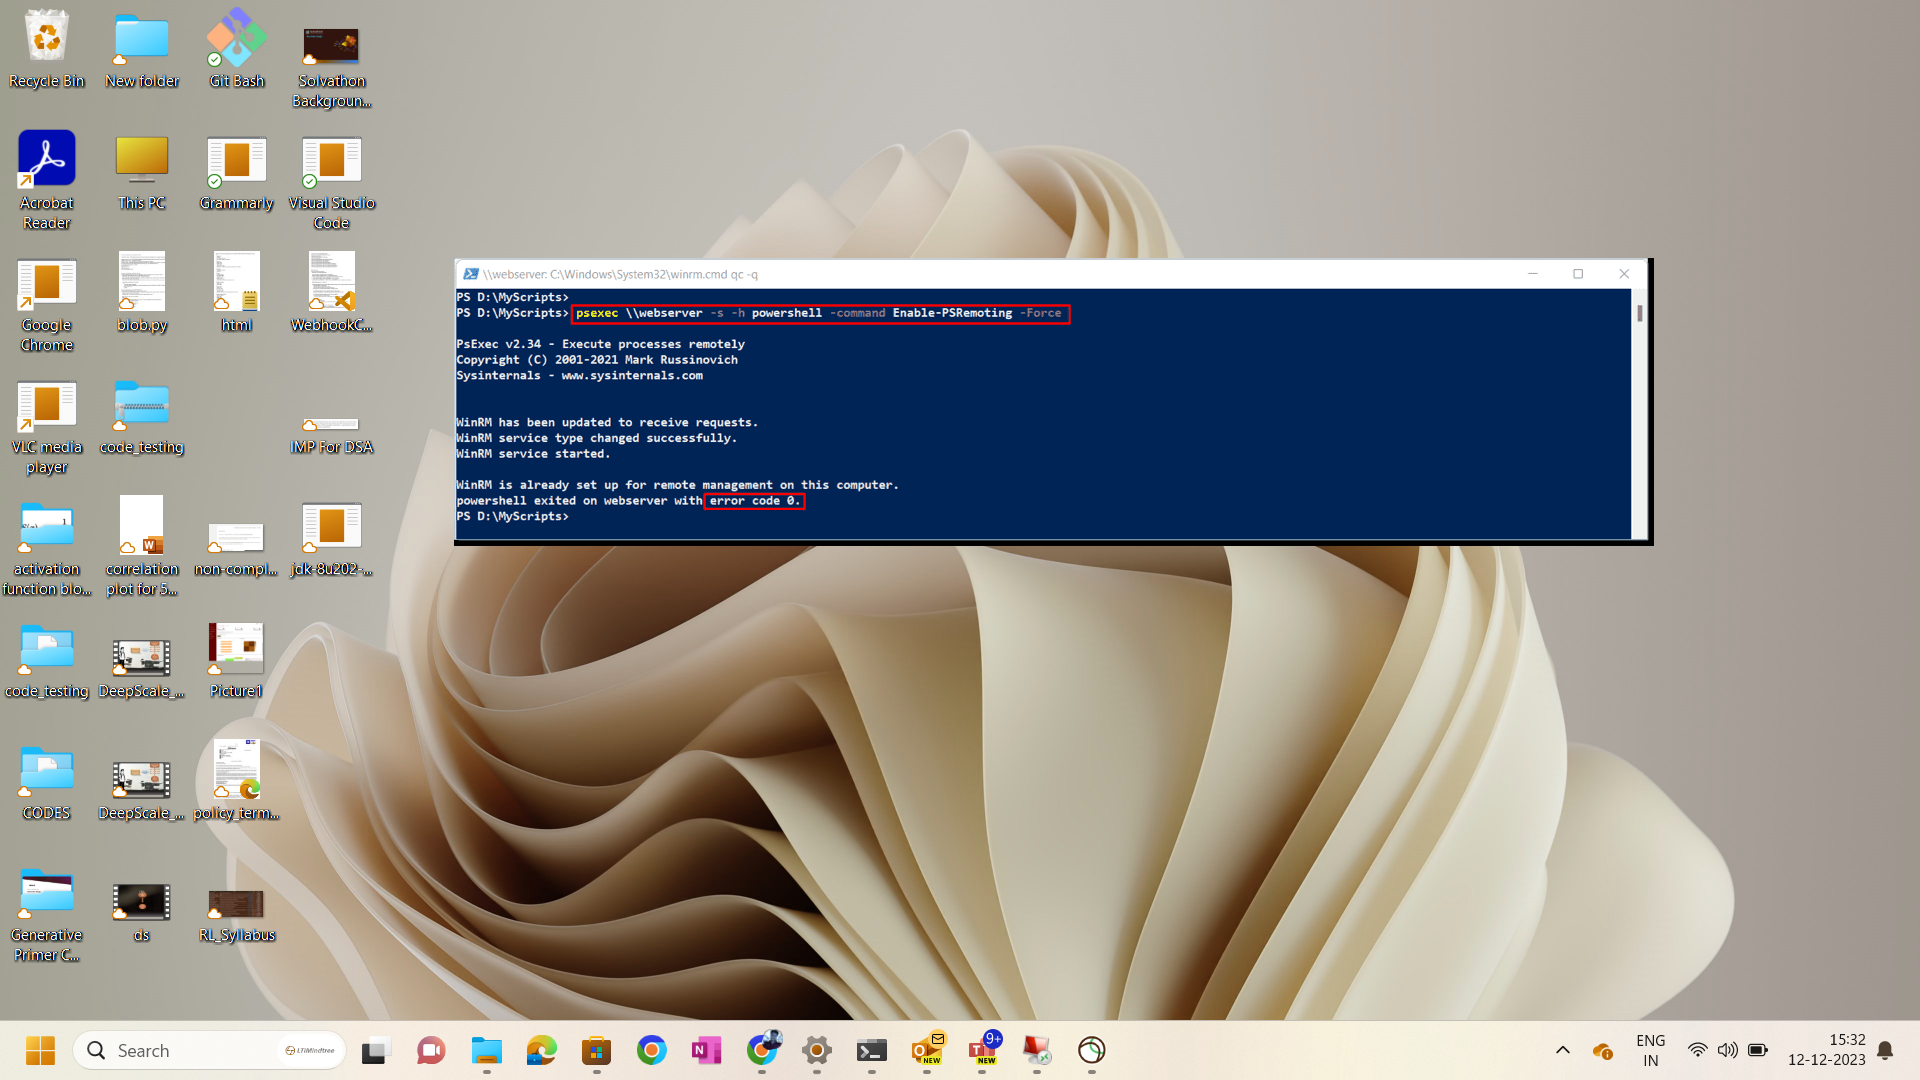 Recycle Bin
New folder
Git Bash
Solvathon
Backgroun...
Acrobat
Reader
This PC
Grammarly
Visual Studio
Code
Google
Chrome
blob.py
html
WebhookC...
VLC media
player
code_testing
IMP For DSA
activation
function blo...
correlation
plot for 5...
non-compl...
jdk-8u202-...
code_testing
DeepScale_...
Picture1
CODES
DeepScale_...
policy_term...
Generative
Primer C...
ds
RL_Syllabus
\\webserver: C:\Windows\System32\winrm.cmd qc -q
PS D:\MyScripts>
PS D:\MyScripts> psexec \\webserver -s -h powershell -command Enable-PSRemoting -Force
PsExec v2.34 - Execute processes remotely
Copyright (C) 2001-2021 Mark Russinovich
Sysinternals - www.sysinternals.com
WinRM has been updated to receive requests.
WinRM service type changed successfully.
WinRM service started.
WinRM is already set up for remote management on this computer.
powershell exited on webserver with error code 0.
PS D:\MyScripts>
Search
LTIMindtree
NEW
9+
NEW
ENG
IN
15:32
12-12-2023